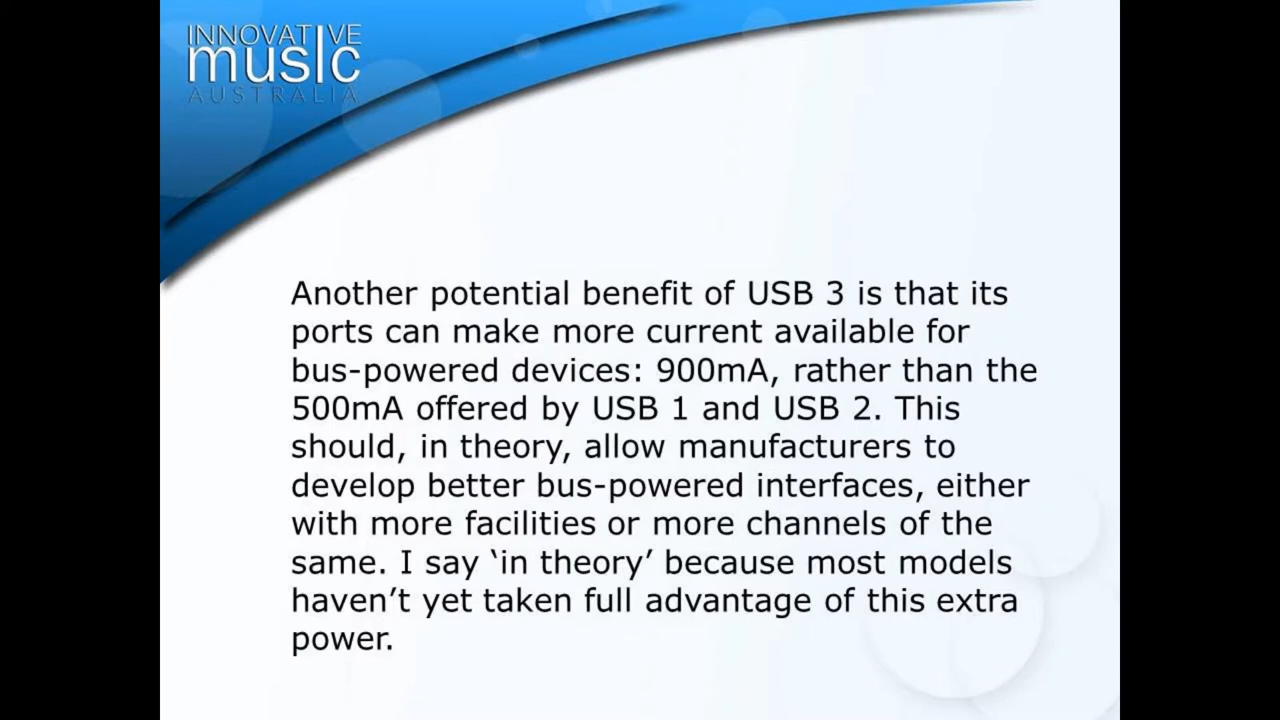 INNOVATIVE
music
AUSTRALIA
Another potential benefit of USB 3 is that its
ports can make more current available for
bus-powered devices: 900mA, rather than the
500mA offered by USB 1 and USB 2. This
should, in theory, allow manufacturers to
develop better bus-powered interfaces, either
with more facilities or more channels of the
same. I say ‘in theory’ because most models
haven’t yet taken full advantage of this extra
power.